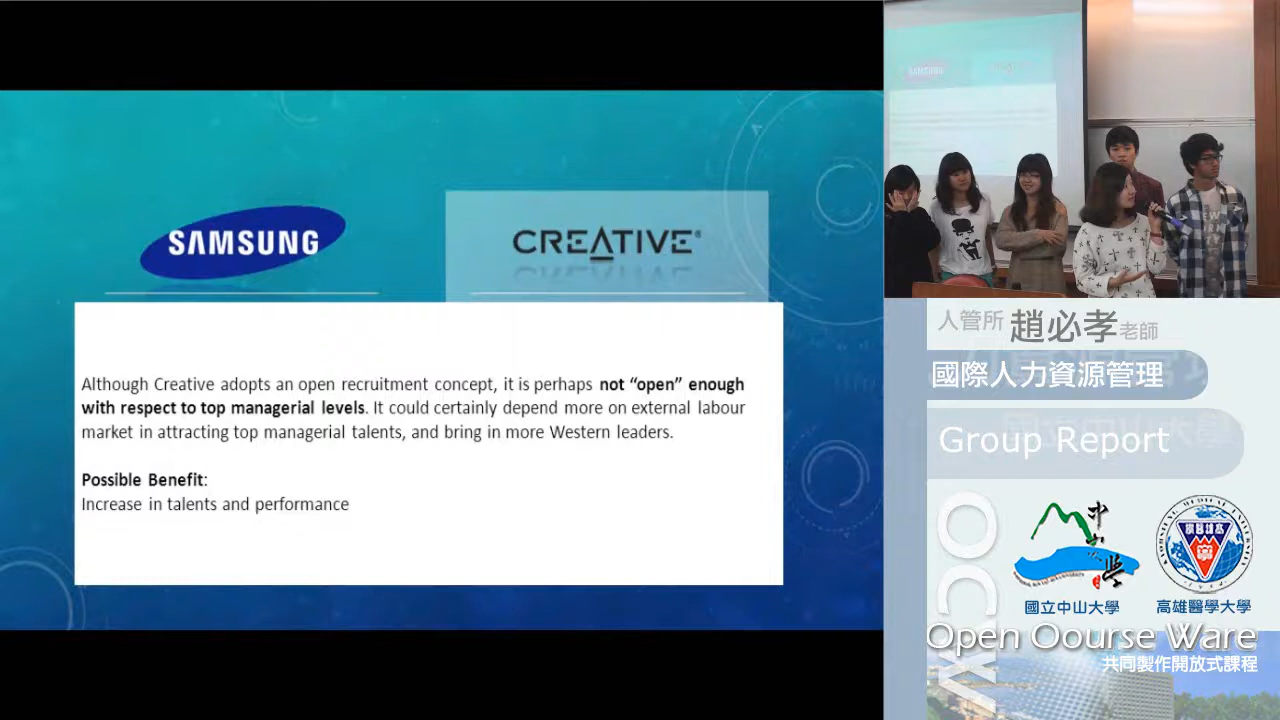 SAMSUNG
CREATIVE®
Although Creative adopts an open recruitment concept, it is perhaps not “open” enough
with respect to top managerial levels. It could certainly depend more on external labour
market in attracting top managerial talents, and bring in more Western leaders.
Possible Benefit:
Increase in talents and performance
SAMSUNG
人管所 趙必孝老師
國際人力資源管理
Group Report
OCW
國立中山大學
高雄醫學大學
Open Oourse Ware
共同製作開放式課程